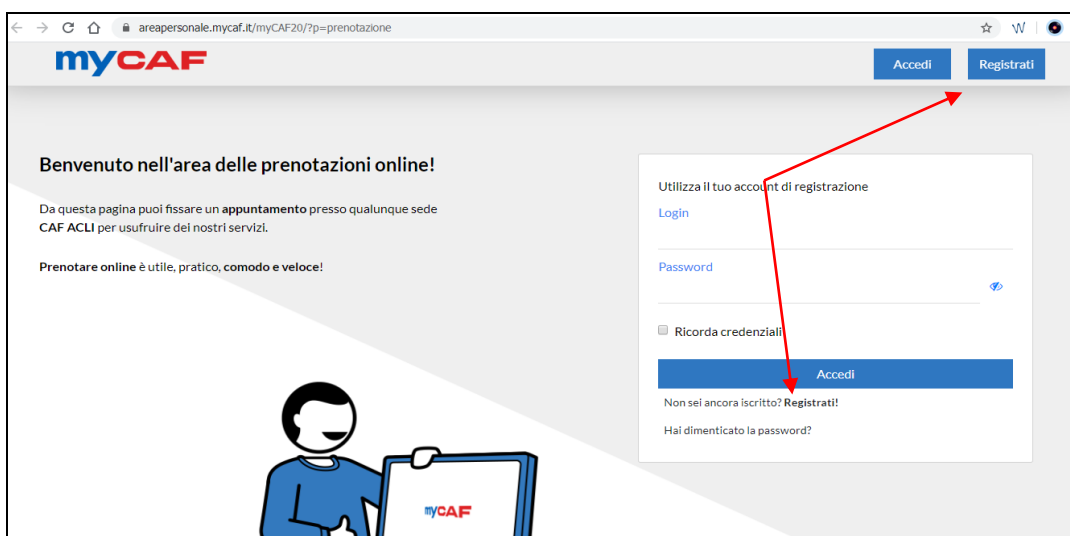 areapersonale.mycaf.it/myCAF20/?p=prenotazione
myCAF
Accedi
Registrati
Benvenuto nell'area delle prenotazioni online!
Da questa pagina puoi fissare un appuntamento presso qualunque sede
CAF ACLI per usufruire dei nostri servizi.
Prenotare online è utile, pratico, comodo e veloce!
Utilizza il tuo account di registrazione
Login
Password
Ricorda credenziali
Accedi
Non sei ancora iscritto? Registrati!
Hai dimenticato la password?
myCAF